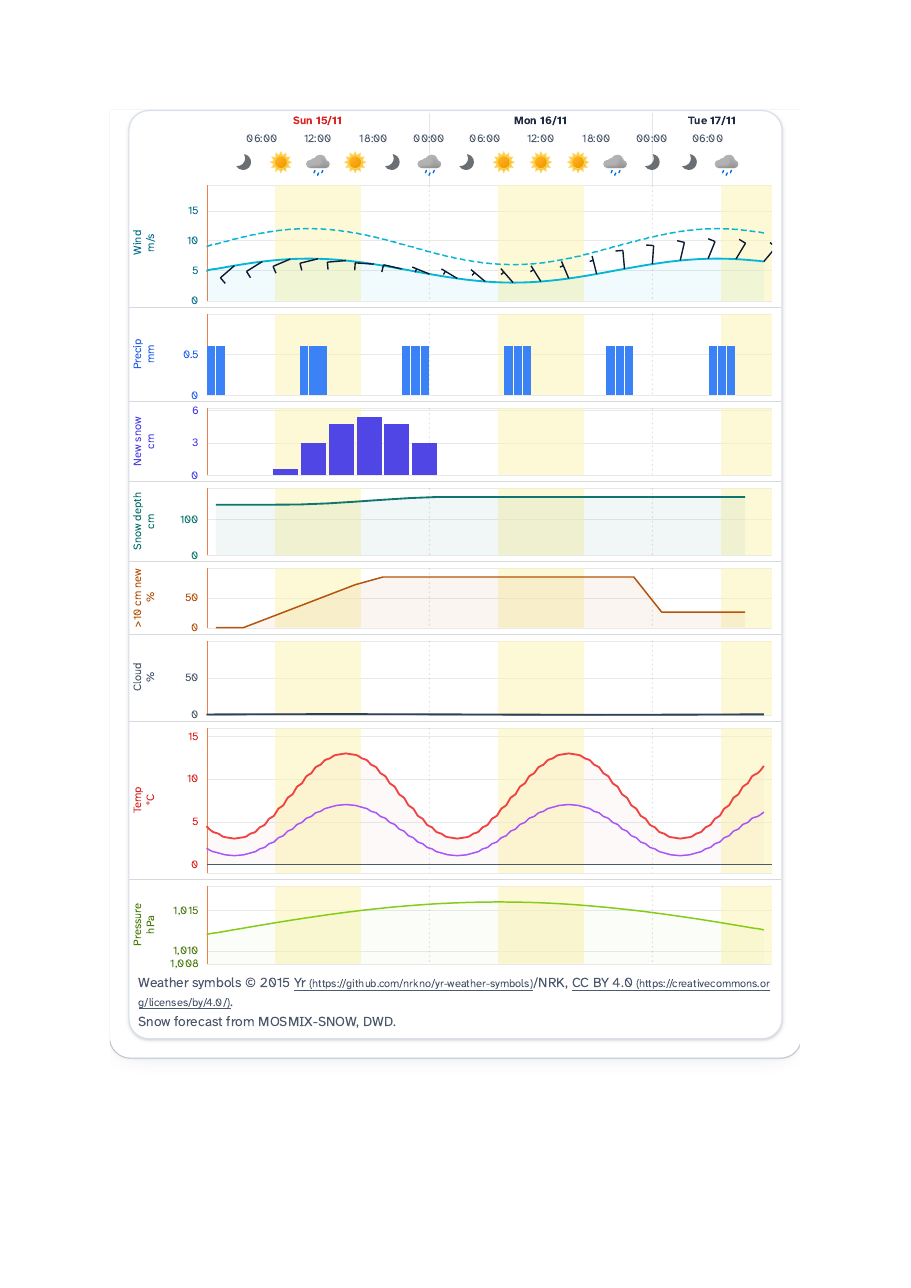 Sun 15/11 Mon 16/11 Tue 17/11
06:00 12:00 18:00 00:00 06:00 12:00 18:00 00:00 06:00
Wind
m/s
15
10
5
0
Precip
mm
0.5
0
New snow
cm
6
3
0
Snow depth
cm
100
0
>10 cm new
%
50
0
Cloud
%
50
0
Temp
°C
15
10
5
0
Pressure
hPa
1,015
1,010
1,008
Weather symbols © 2015 Yr (https://github.com/nrkno/yr-weather-symbols)/NRK, CC BY 4.0 (https://creativecommons.or
g/licenses/by/4.0/).
Snow forecast from MOSMIX-SNOW, DWD.